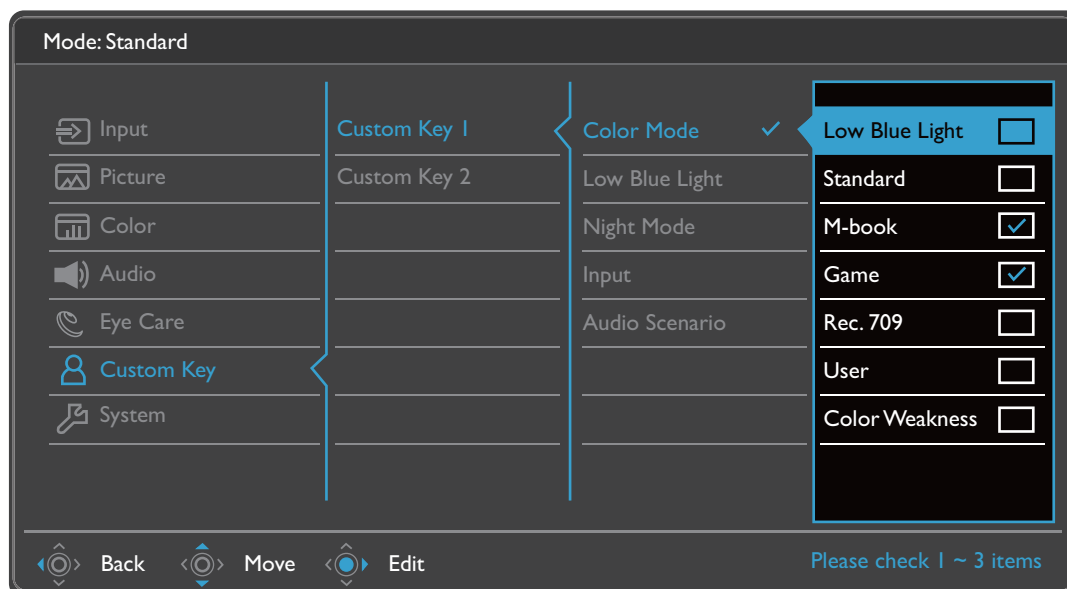 Mode: Standard
Input
Picture
Color
Audio
Eye Care
Custom Key
System
Custom Key 1
Custom Key 2
Color Mode
Low Blue Light
Night Mode
Input
Audio Scenario
Low Blue Light
Standard
M-book
Game
Rec. 709
User
Color Weakness
Back
Move
Edit
Please check 1 ~ 3 items